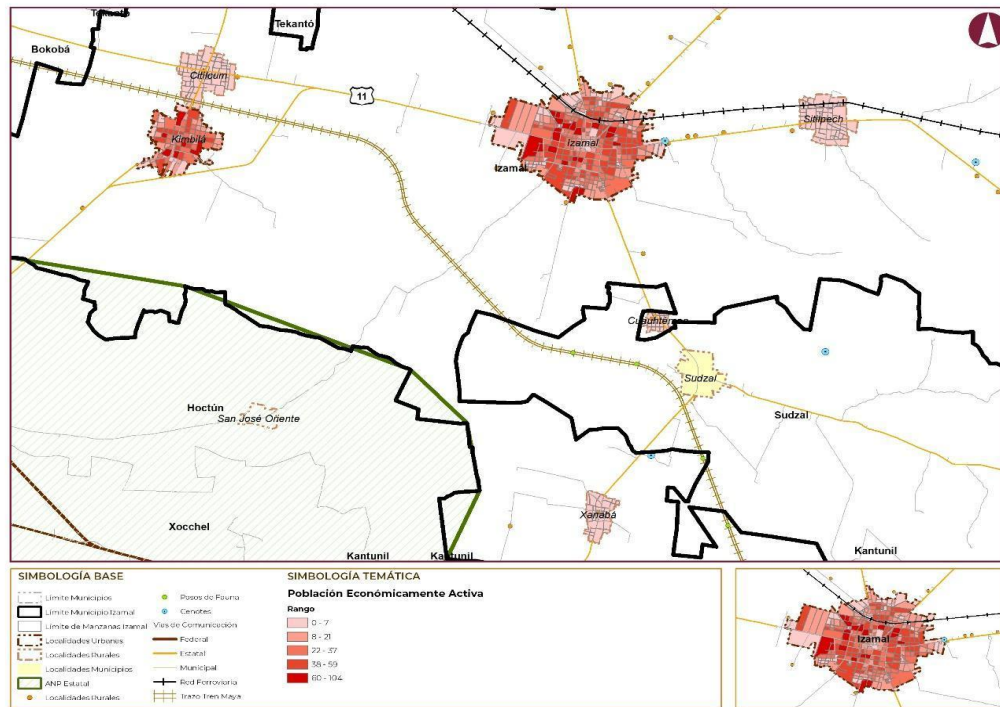 Tekantó
Tekantó
Bokobá
Citilcum
11
Kimbilá
Izamal
Izamal
Sitilpech
Cuauhtémoc
Sudzal
Hoctún
San José Oriente
Sudzal
Xanabá
Xocchel
Kantunil
Kantunil
Kantunil
SIMBOLOGÍA BASE
Límite Municipios
Límite Municipio Izamal
Límite de Manzanas Izamal
Localidades Urbanas
Localidades Rurales
Localidades Municipios
ANP Estatal
Localidades Rurales
Pasos de Fauna
Cenotes
Vías de Comunicación
Federal
Estatal
Municipal
Red Ferroviaria
Trazo Tren Maya
SIMBOLOGÍA TEMÁTICA
Población Económicamente Activa
Rango
0 - 7
8 - 21
22 - 37
38 - 59
60 - 104
Izamal